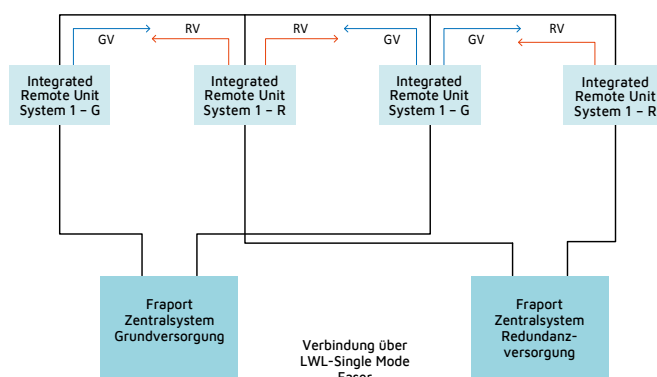 RV
RV
GV
GV
GV
RV
Integrated
Remote Unit
System 1 – G
Integrated
Remote Unit
System 1 – R
Integrated
Remote Unit
System 1 – G
Integrated
Remote Unit
System 1 – R
Fraport
Zentralsystem
Grundversorgung
Fraport
Zentralsystem
Redundanz-
versorgung
Verbindung über
LWL-Single Mode
Faser